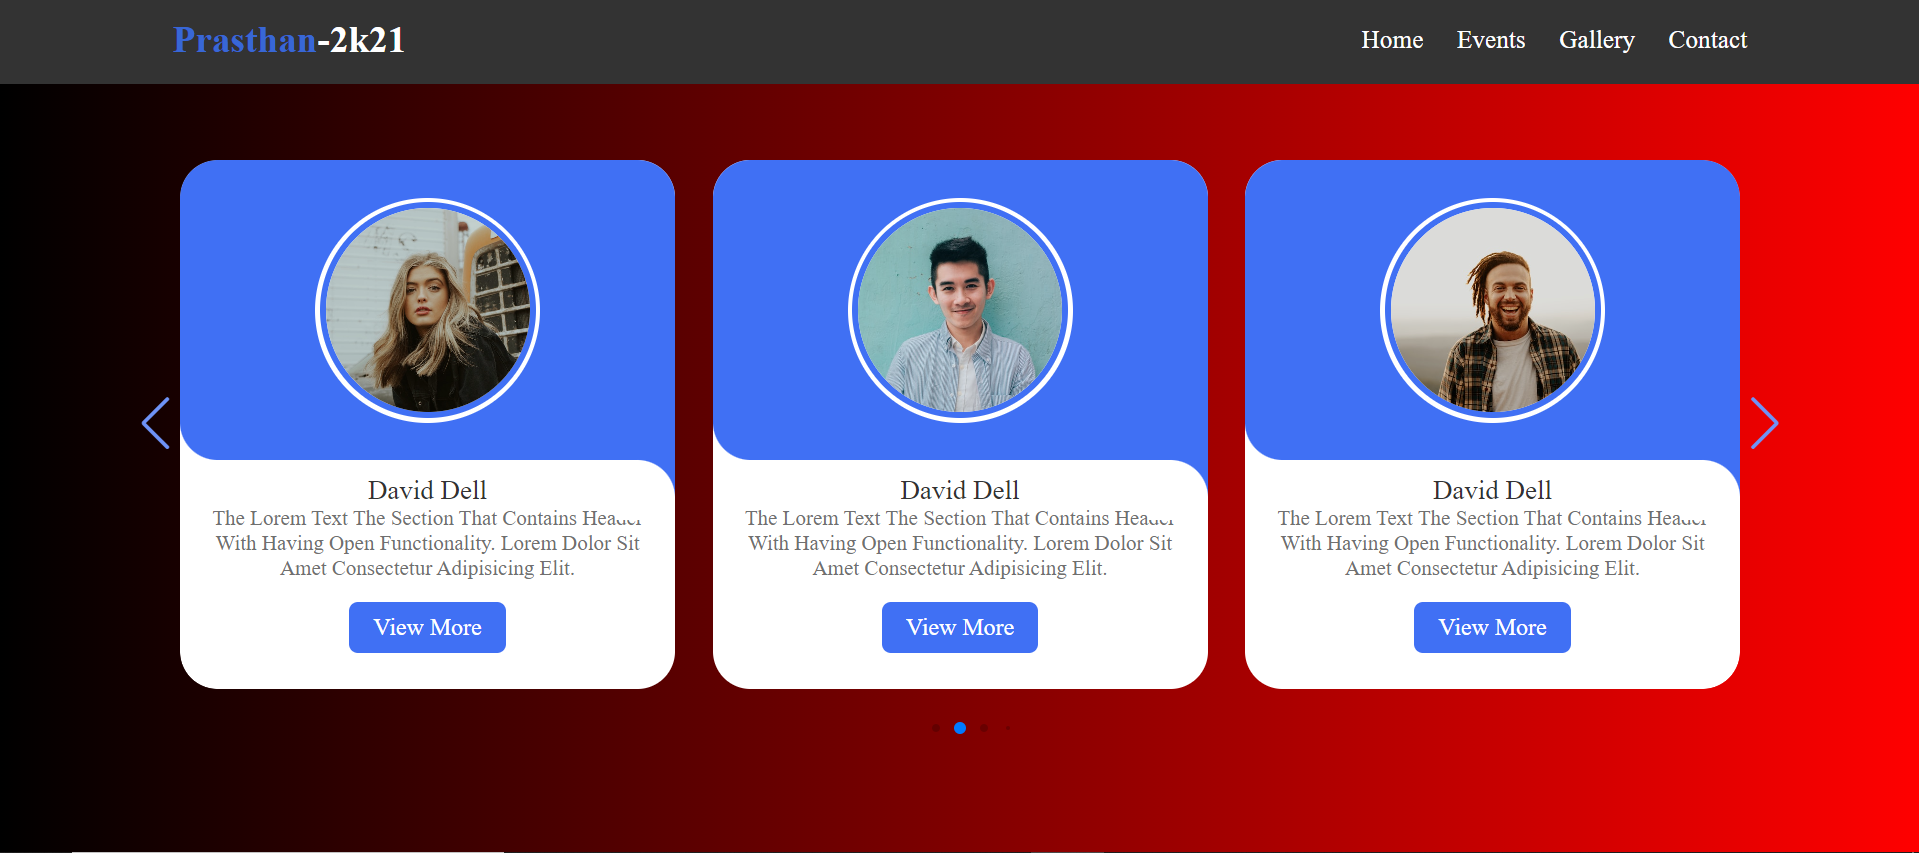 Prasthan-2k21
Home Events Gallery Contact
David Dell
The Lorem Text The Section That Contains Header
With Having Open Functionality. Lorem Dolor Sit
Amet Consectetur Adipisicing Elit.
View More
David Dell
The Lorem Text The Section That Contains Header
With Having Open Functionality. Lorem Dolor Sit
Amet Consectetur Adipisicing Elit.
View More
David Dell
The Lorem Text The Section That Contains Header
With Having Open Functionality. Lorem Dolor Sit
Amet Consectetur Adipisicing Elit.
View More